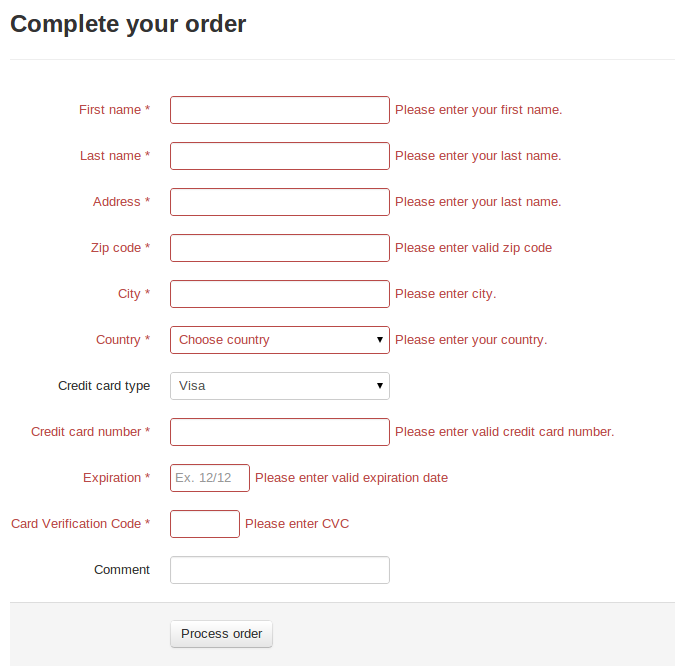 Complete your order
First name * Please enter your first name.
Last name * Please enter your last name.
Address * Please enter your last name.
Zip code * Please enter valid zip code
City * Please enter city.
Country * Choose country Please enter your country.
Credit card type Visa
Credit card number * Please enter valid credit card number.
Expiration * Ex. 12/12 Please enter valid expiration date
Card Verification Code * Please enter CVC
Comment
Process order